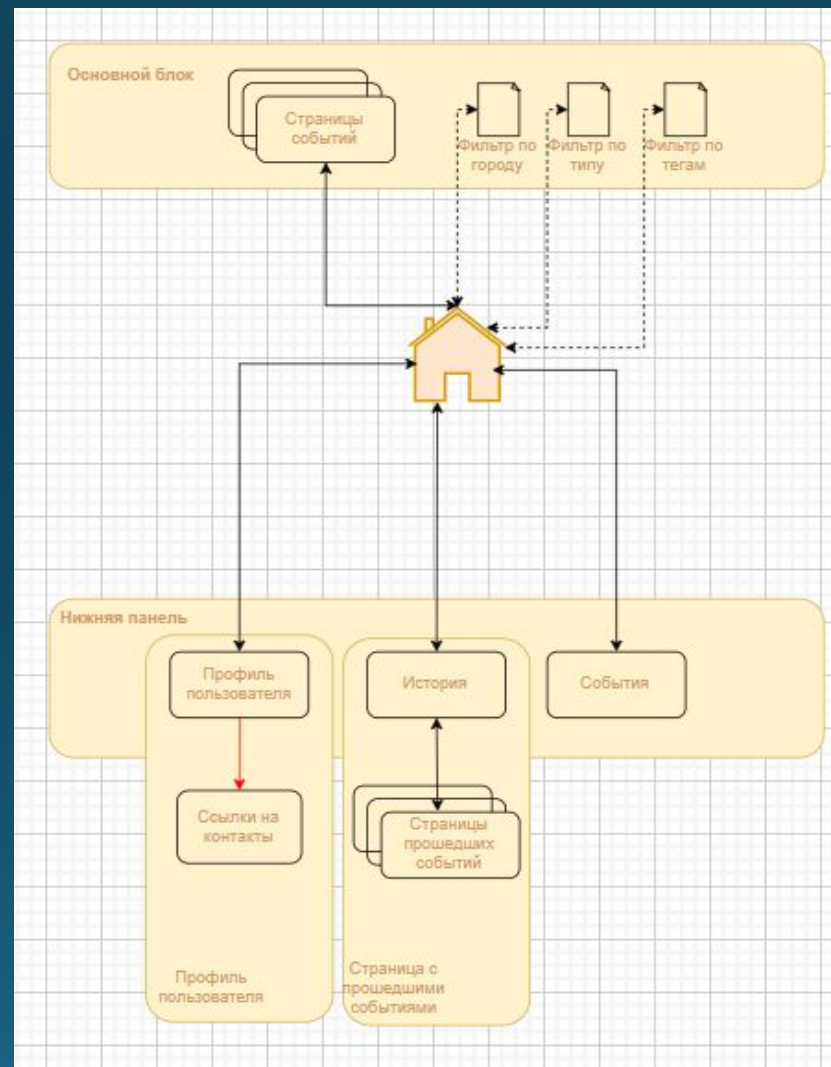 Основной блок
Страницы
событий
Фильтр по
городу
Фильтр по
типу
Фильтр по
тегам
Нижняя панель
Профиль
пользователя
История
События
Ссылки на
контакты
Страницы
прошедших
событий
Профиль
пользователя
Страница с
прошедшими
событиями